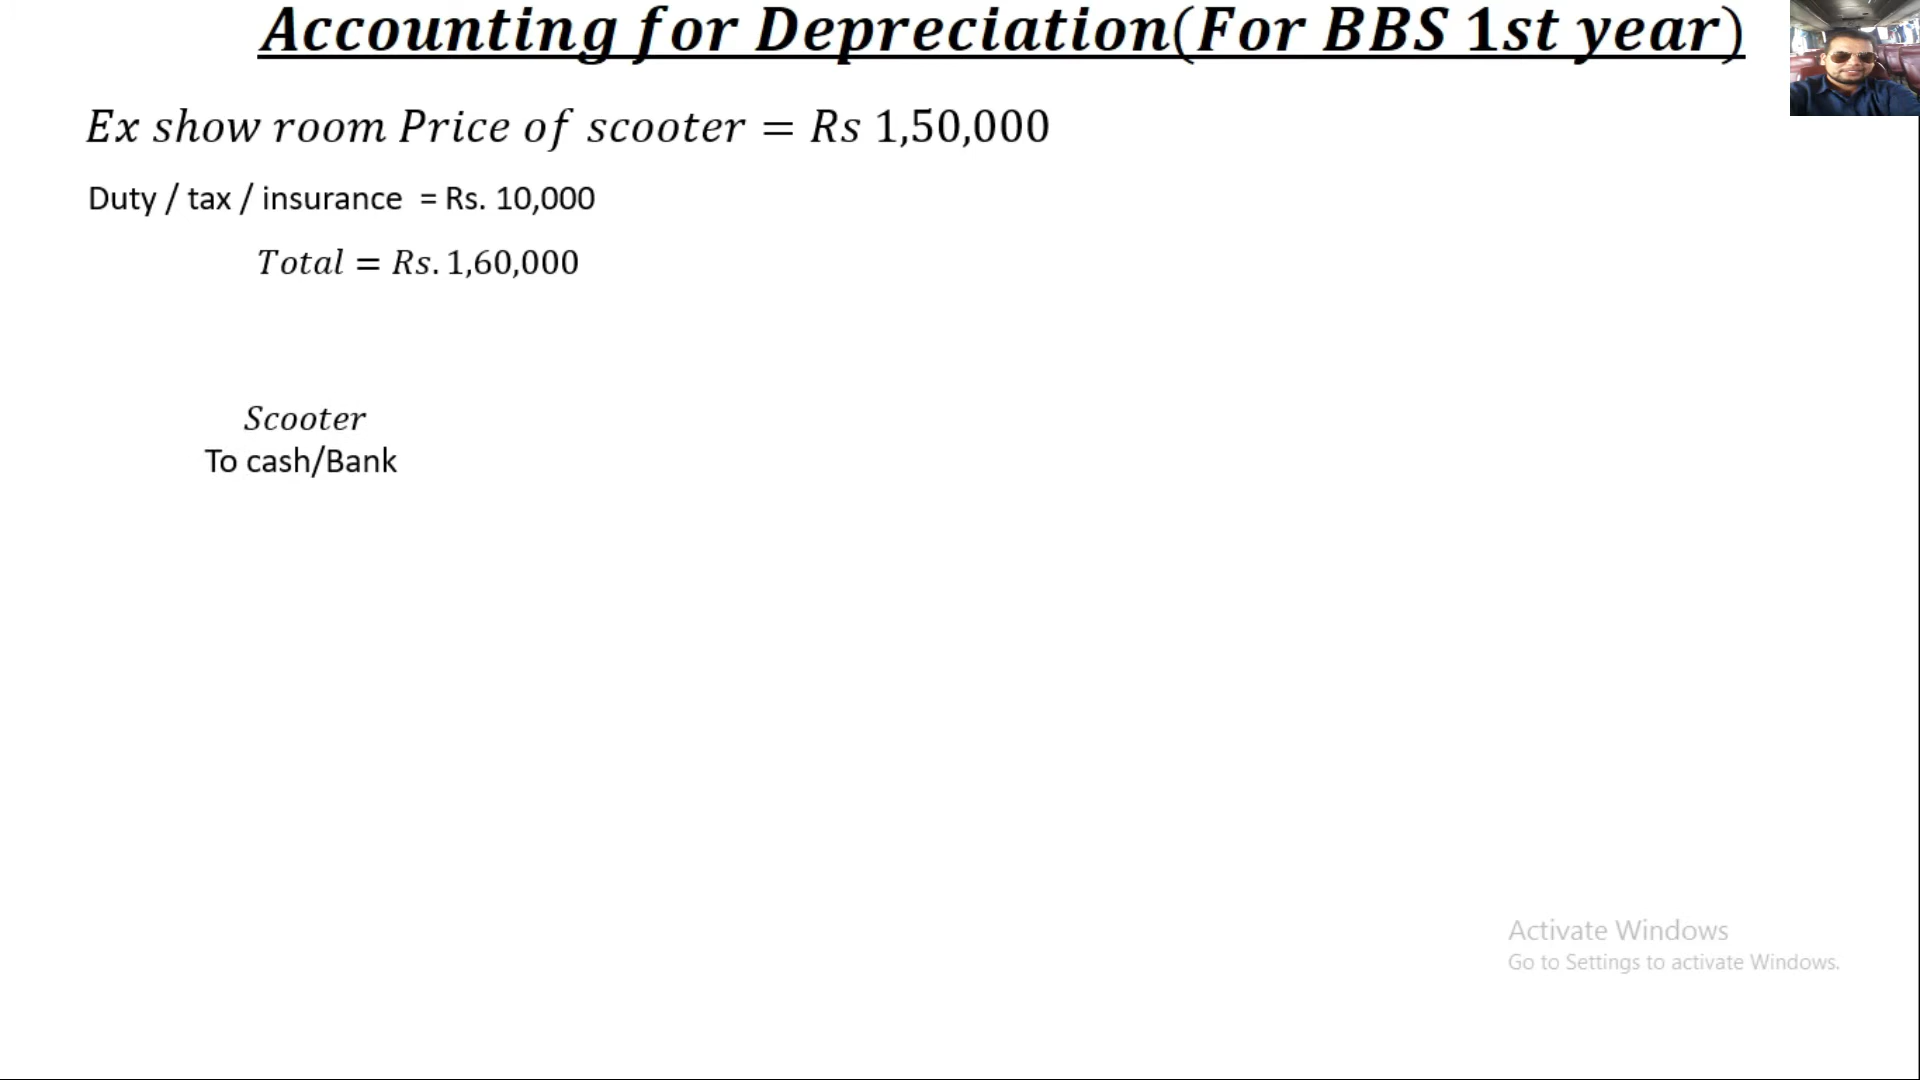 Accounting for Depreciation(For BBS 1st year)
Ex show room Price of scooter = Rs 1,50,000
Duty / tax / insurance = Rs. 10,000
Total = Rs. 1,60,000
Scooter
To cash/Bank
Activate Windows
Go to Settings to activate Windows.